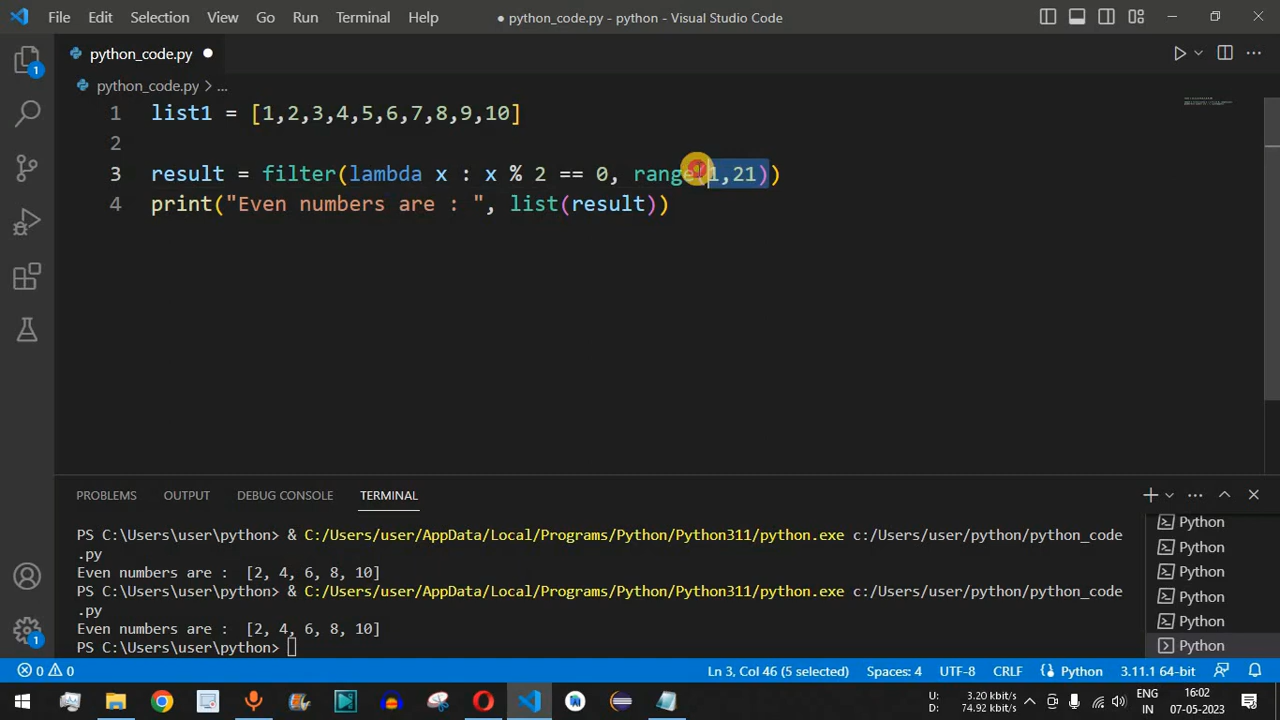 File Edit Selection View Go Run Terminal Help
● python_code.py - python - Visual Studio Code
python_code.py ●
python_code.py > ...
1 list1 = [1,2,3,4,5,6,7,8,9,10]
2
3 result = filter(lambda x : x % 2 == 0, range(1,21))
4 print("Even numbers are : ", list(result))
PROBLEMS OUTPUT DEBUG CONSOLE TERMINAL
PS C:\Users\user\python> & C:/Users/user/AppData/Local/Programs/Python/Python311/python.exe c:/Users/user/python/python_code
.py
Even numbers are :  [2, 4, 6, 8, 10]
PS C:\Users\user\python> & C:/Users/user/AppData/Local/Programs/Python/Python311/python.exe c:/Users/user/python/python_code
.py
Even numbers are :  [2, 4, 6, 8, 10]
PS C:\Users\user\python>
Python
Python
Python
Python
Python
Python
1
1
0 0 Ln 3, Col 46 (5 selected) Spaces: 4 UTF-8 CRLF Python 3.11.1 64-bit
U: 3.20 kbit/s
D: 74.92 kbit/s
ENG
IN
16:02
07-05-2023